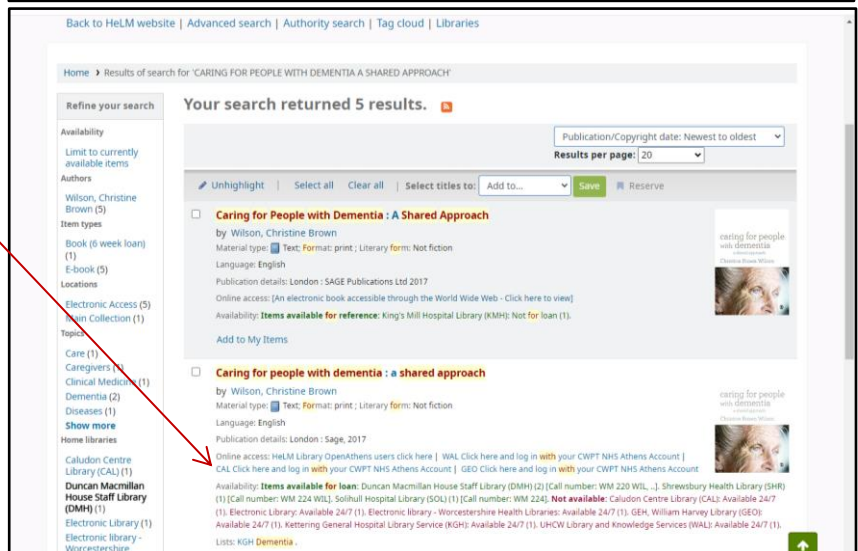 Back to HeLM website | Advanced search | Authority search | Tag cloud | Libraries
Home > Results of search for 'CARING FOR PEOPLE WITH DEMENTIA A SHARED APPROACH'
Refine your search
Availability
Limit to currently
available items
Authors
Wilson, Christine
Brown (5)
Item types
Book (6 week loan)
(1)
E-book (5)
Locations
Electronic Access (5)
Main Collection (1)
Topics
Care (1)
Caregivers (1)
Clinical Medicine (1)
Dementia (2)
Diseases (1)
Show more
Home libraries
Caludon Centre
Library (CAL) (1)
Duncan Macmillan
House Staff Library
(DMH) (1)
Electronic Library (1)
Electronic library -
Worcestershire
Your search returned 5 results.
Publication/Copyright date: Newest to oldest
Results per page: 20
Unhighlight | Select all Clear all | Select titles to: Add to... Save Reserve
Caring for People with Dementia : A Shared Approach
by Wilson, Christine Brown
Material type: Text; Format: print ; Literary form: Not fiction
Language: English
Publication details: London : SAGE Publications Ltd 2017
Online access: [An electronic book accessible through the World Wide Web - Click here to view]
Availability: Items available for reference: King's Mill Hospital Library (KMH): Not for loan (1).
Add to My Items
caring for people
with dementia
Christine Brown Wilson
Caring for people with dementia : a shared approach
by Wilson, Christine Brown
Material type: Text; Format: print ; Literary form: Not fiction
Language: English
Publication details: London : Sage, 2017
Online access: HeLM Library OpenAthens users click here | WAL Click here and log in with your CWPT NHS Athens Account |
CAL Click here and log in with your CWPT NHS Athens Account | GEO Click here and log in with your CWPT NHS Athens Account
Availability: Items available for loan: Duncan Macmillan House Staff Library (DMH) (2) [Call number: WM 220 WIL, ..]. Shrewsbury Health Library (SHR)
(1) [Call number: WM 224 WIL]. Solihull Hospital Library (SOL) (1) [Call number: WM 224]. Not available: Caludon Centre Library (CAL): Available 24/7
(1). Electronic Library: Available 24/7 (1). Electronic library - Worcestershire Health Libraries: Available 24/7 (1). GEH, William Harvey Library (GEO):
Available 24/7 (1). Kettering General Hospital Library Service (KGH): Available 24/7 (1). UHCW Library and Knowledge Services (WAL): Available 24/7 (1).
Lists: KGH Dementia .
caring for people
with dementia
Christine Brown Wilson